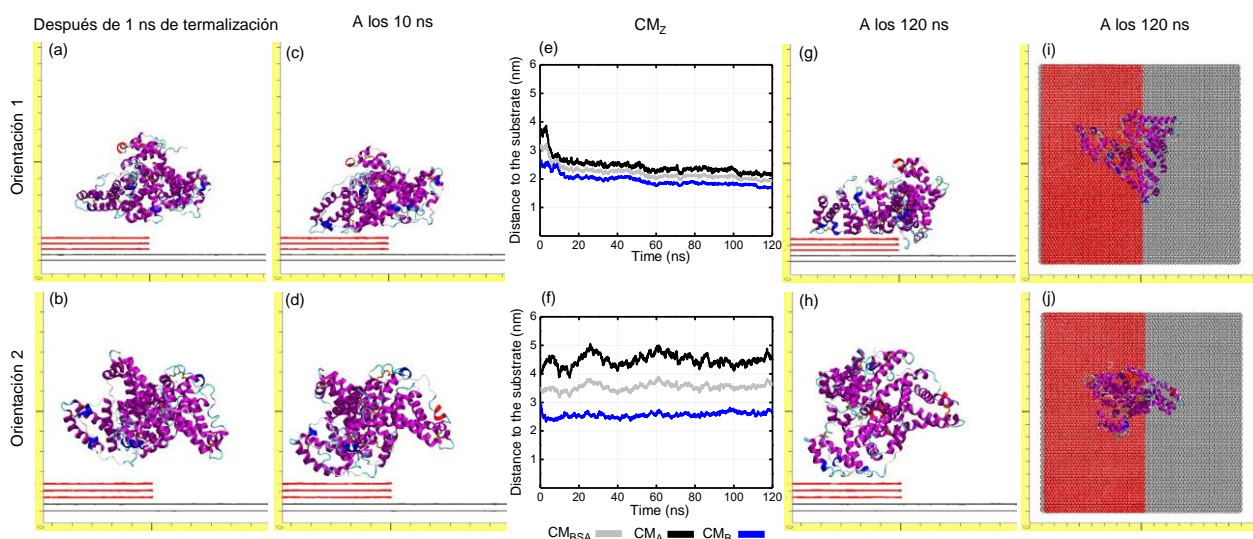 Después de 1 ns de termalización
A los 10 ns
CM_Z
A los 120 ns
A los 120 ns
Orientación 1
(a)
(c)
(e)
6
5
4
3
2
1
Distance to the substrate (nm)
0 20 40 60 80 100 120
Time (ns)
(g)
(i)
Orientación 2
(b)
(d)
(f)
6
5
4
3
2
1
Distance to the substrate (nm)
0 20 40 60 80 100 120
Time (ns)
(h)
(j)
CM_BSA CM_A CM_B